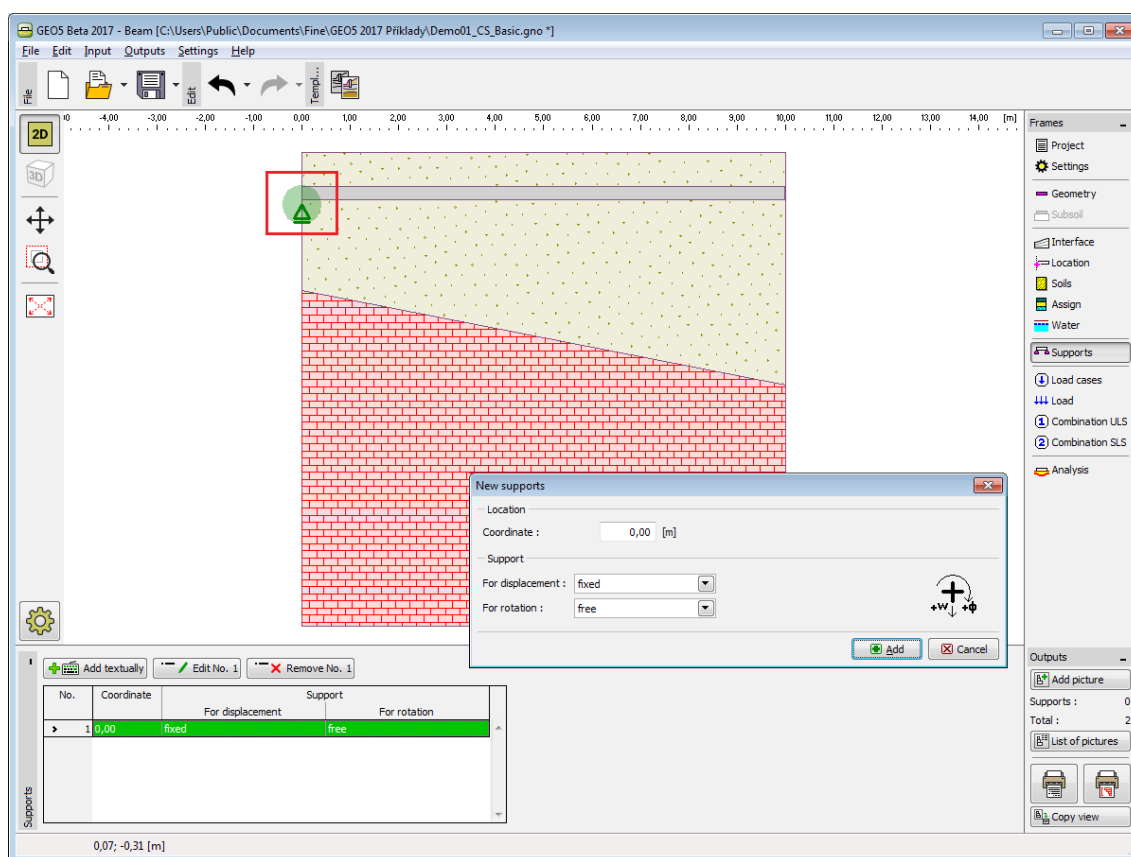 GEO5 Beta 2017 - Beam [C:\Users\Public\Documents\Fine\GEO5 2017 Příklady\Demo01_CS_Basic.gno *]
File Edit Input Outputs Settings Help
File Edit Templ...
-4,00 -3,00 -2,00 -1,00 0,00 1,00 2,00 3,00 4,00 5,00 6,00 7,00 8,00 9,00 10,00 11,00 12,00 13,00 14,00 [m]
2D
3D
Frames
Project
Settings
Geometry
Subsoil
Interface
Location
Soils
Assign
Water
Supports
Load cases
Load
1 Combination ULS
2 Combination SLS
Analysis
New supports
Location
Coordinate : 0,00 [m]
Support
For displacement : fixed
For rotation : free
+w +ф
Add Cancel
Add textually Edit No. 1 Remove No. 1
No. Coordinate Support
For displacement For rotation
> 1 0,00 fixed free
Supports
Outputs
Add picture
Supports : 0
Total : 2
List of pictures
Copy view
0,07; -0,31 [m]